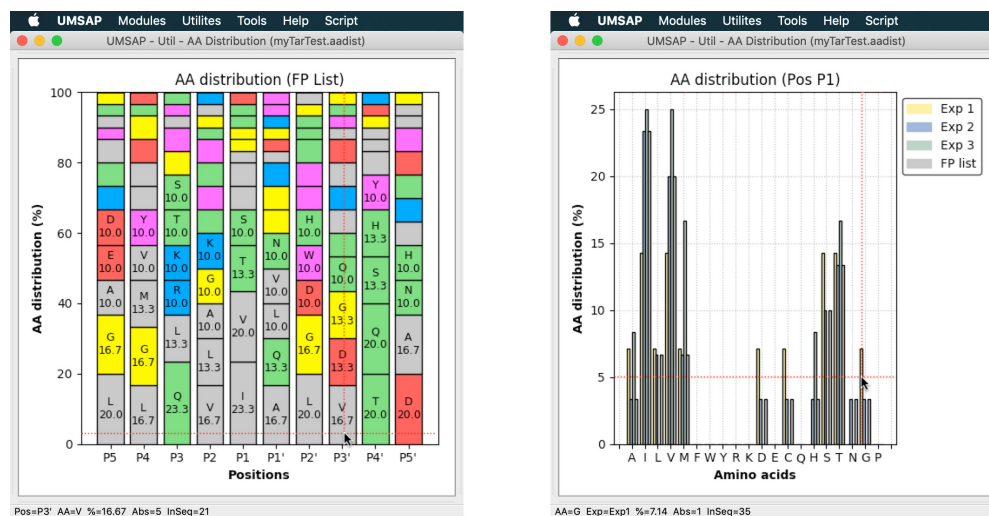 UMSAP Modules Utilites Tools Help Script
UMSAP - Util - AA Distribution (myTarTest.aadist)
AA distribution (FP List)
100
80
60
40
20
0
AA distribution (%)
D 10.0
E 10.0
A 10.0
G 16.7
L 20.0
Y 10.0
V 10.0
M 13.3
G 16.7
L 16.7
S 10.0
T 10.0
K 10.0
R 10.0
L 13.3
Q 23.3
K 10.0
G 10.0
A 10.0
L 13.3
V 16.7
S 10.0
T 13.3
V 20.0
I 23.3
N 10.0
V 10.0
L 10.0
Q 13.3
A 16.7
H 10.0
W 10.0
D 10.0
G 16.7
L 20.0
Q 10.0
G 13.3
D 13.3
V 16.7
Y 10.0
H 13.3
S 13.3
Q 20.0
T 20.0
H 10.0
N 10.0
A 16.7
D 20.0
P5 P4 P3 P2 P1 P1' P2' P3' P4' P5'
Positions
Pos=P3' AA=V %=16.67 Abs=5 InSeq=21
UMSAP Modules Utilites Tools Help Script
UMSAP - Util - AA Distribution (myTarTest.aadist)
AA distribution (Pos P1)
25
20
15
10
5
0
AA distribution (%)
Exp 1
Exp 2
Exp 3
FP list
A I L V M F W Y R K D E C Q H S T N G P
Amino acids
AA=G Exp=Exp1 %=7.14 Abs=1 InSeq=35